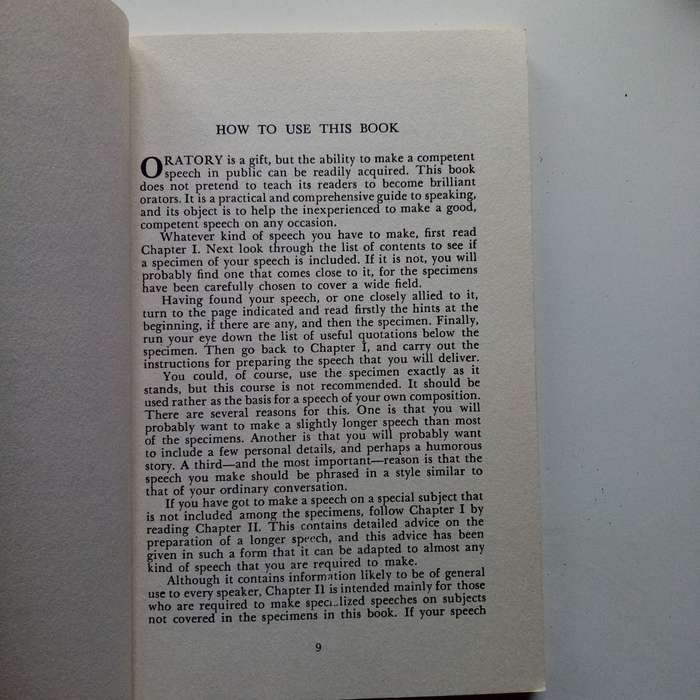 HOW TO USE THIS BOOK
ORATORY is a gift, but the ability to make a competent
speech in public can be readily acquired. This book
does not pretend to teach its readers to become brilliant
orators. It is a practical and comprehensive guide to speaking,
and its object is to help the inexperienced to make a good,
competent speech on any occasion.
Whatever kind of speech you have to make, first read
Chapter I. Next look through the list of contents to see if
a specimen of your speech is included. If it is not, you will
probably find one that comes close to it, for the specimens
have been carefully chosen to cover a wide field.
Having found your speech, or one closely allied to it,
turn to the page indicated and read firstly the hints at the
beginning, if there are any, and then the specimen. Finally,
run your eye down the list of useful quotations below the
specimen. Then go back to Chapter I, and carry out the
instructions for preparing the speech that you will deliver.
You could, of course, use the specimen exactly as it
stands, but this course is not recommended. It should be
used rather as the basis for a speech of your own composition.
There are several reasons for this. One is that you will
probably want to make a slightly longer speech than most
of the specimens. Another is that you will probably want
to include a few personal details, and perhaps a humorous
story. A third—and the most important—reason is that the
speech you make should be phrased in a style similar to
that of your ordinary conversation.
If you have got to make a speech on a special subject that
is not included among the specimens, follow Chapter I by
reading Chapter II. This contains detailed advice on the
preparation of a longer speech, and this advice has been
given in such a form that it can be adapted to almost any
kind of speech that you are required to make.
Although it contains information likely to be of general
use to every speaker, Chapter II is intended mainly for those
who are required to make specialized speeches on subjects
not covered in the specimens in this book. If your speech
9